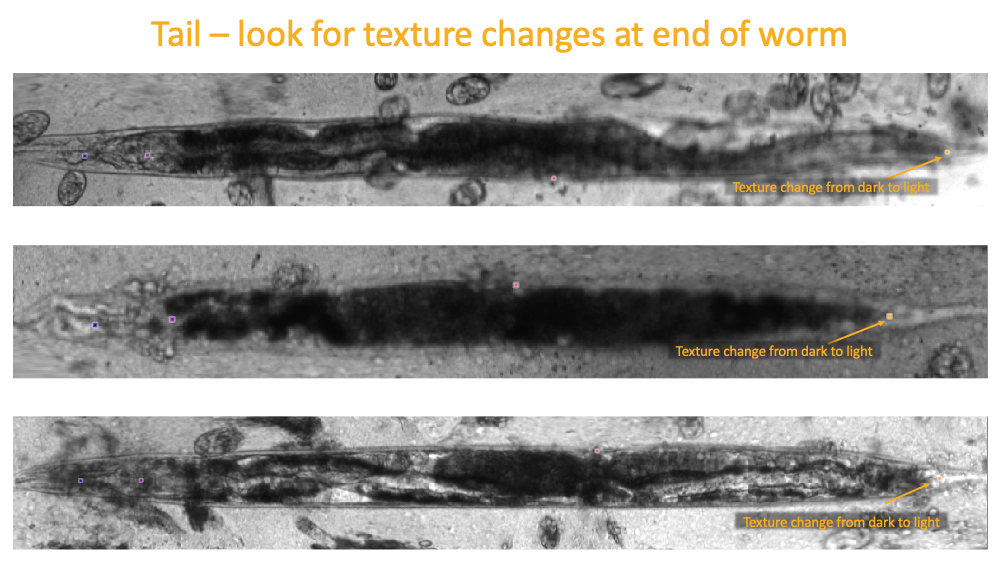 Tail – look for texture changes at end of worm
Texture change from dark to light
Texture change from dark to light
Texture change from dark to light